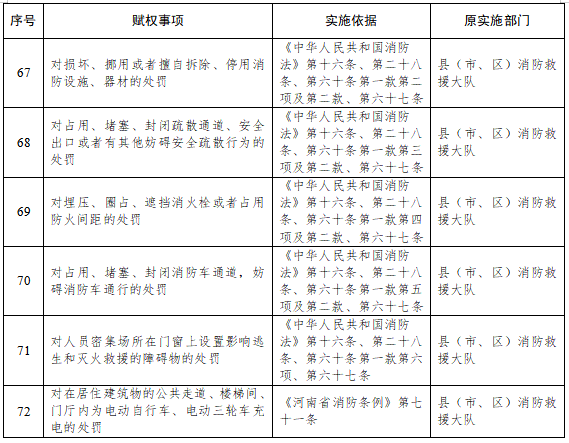 序号 赋权事项 实施依据 原实施部门
67
对损坏、挪用或者擅自拆除、停用消
防设施、器材的处罚
《中华人民共和国消防
法》第十六条、第二十八
条、第六十条第一款第二
项及第二款、第六十七条
县（市、区）消防救
援大队
68
对占用、堵塞、封闭疏散通道、安全
出口或者有其他妨碍安全疏散行为的
处罚
《中华人民共和国消防
法》第十六条、第二十八
条、第六十条第一款第三
项及第二款、第六十七条
县（市、区）消防救
援大队
69
对埋压、圈占、遮挡消火栓或者占用
防火间距的处罚
《中华人民共和国消防
法》第十六条、第二十八
条、第六十条第一款第四
项及第二款、第六十七条
县（市、区）消防救
援大队
70
对占用、堵塞、封闭消防车通道，妨
碍消防车通行的处罚
《中华人民共和国消防
法》第十六条、第二十八
条、第六十条第一款第五
项及第二款、第六十七条
县（市、区）消防救
援大队
71
对人员密集场所在门窗上设置影响逃
生和灭火救援的障碍物的处罚
《中华人民共和国消防
法》第十六条、第二十八
条、第六十条第一款第六
项、第六十七条
县（市、区）消防救
援大队
72
对在居住建筑物的公共走道、楼梯间、
门厅内为电动自行车、电动三轮车充
电的处罚
《河南省消防条例》第七
十一条
县（市、区）消防救
援大队